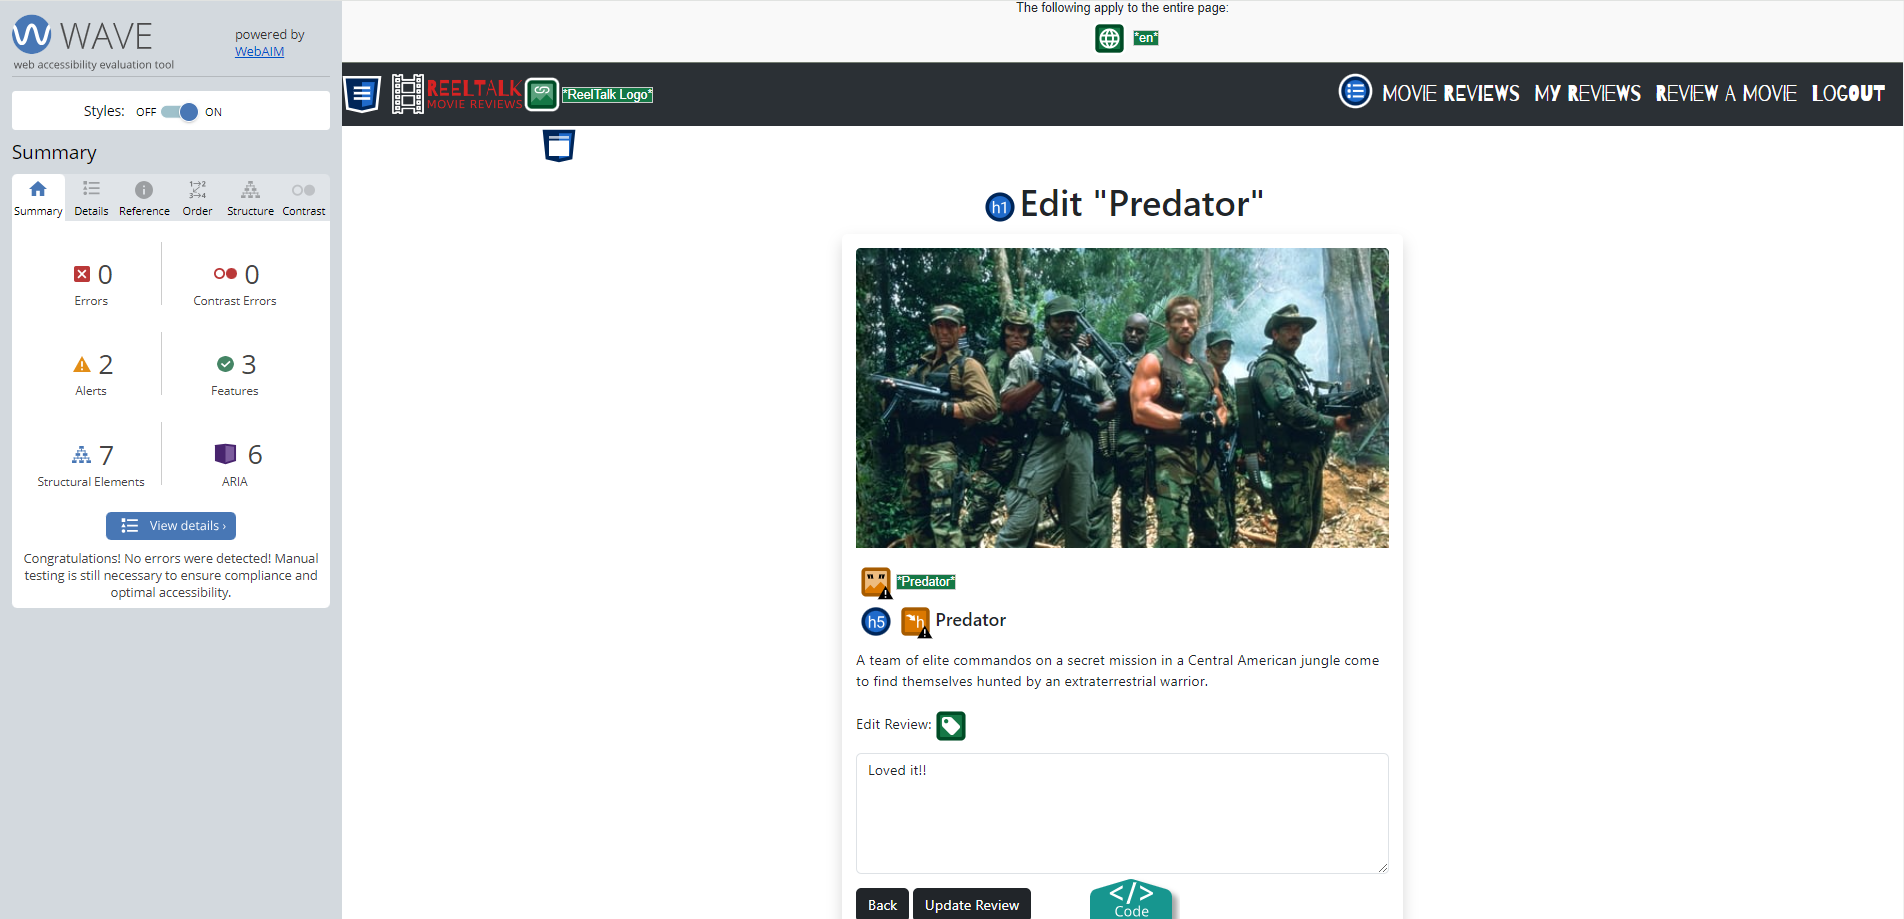 WAVE
web accessibility evaluation tool
powered by
WebAIM
Styles: OFF ON
Summary
Summary Details Reference Order Structure Contrast
0
Errors
0
Contrast Errors
2
Alerts
3
Features
7
Structural Elements
6
ARIA
View details ›
Congratulations! No errors were detected! Manual
testing is still necessary to ensure compliance and
optimal accessibility.
The following apply to the entire page:
*en*
REELTALK
MOVIE REVIEWS
*ReelTalk Logo*
MOVIE REVIEWS MY REVIEWS REVIEW A MOVIE LOGOUT
h1 Edit "Predator"
*Predator*
h5 h Predator
A team of elite commandos on a secret mission in a Central American jungle come
to find themselves hunted by an extraterrestrial warrior.
Edit Review:
Loved it!!
Back Update Review
</>
Code